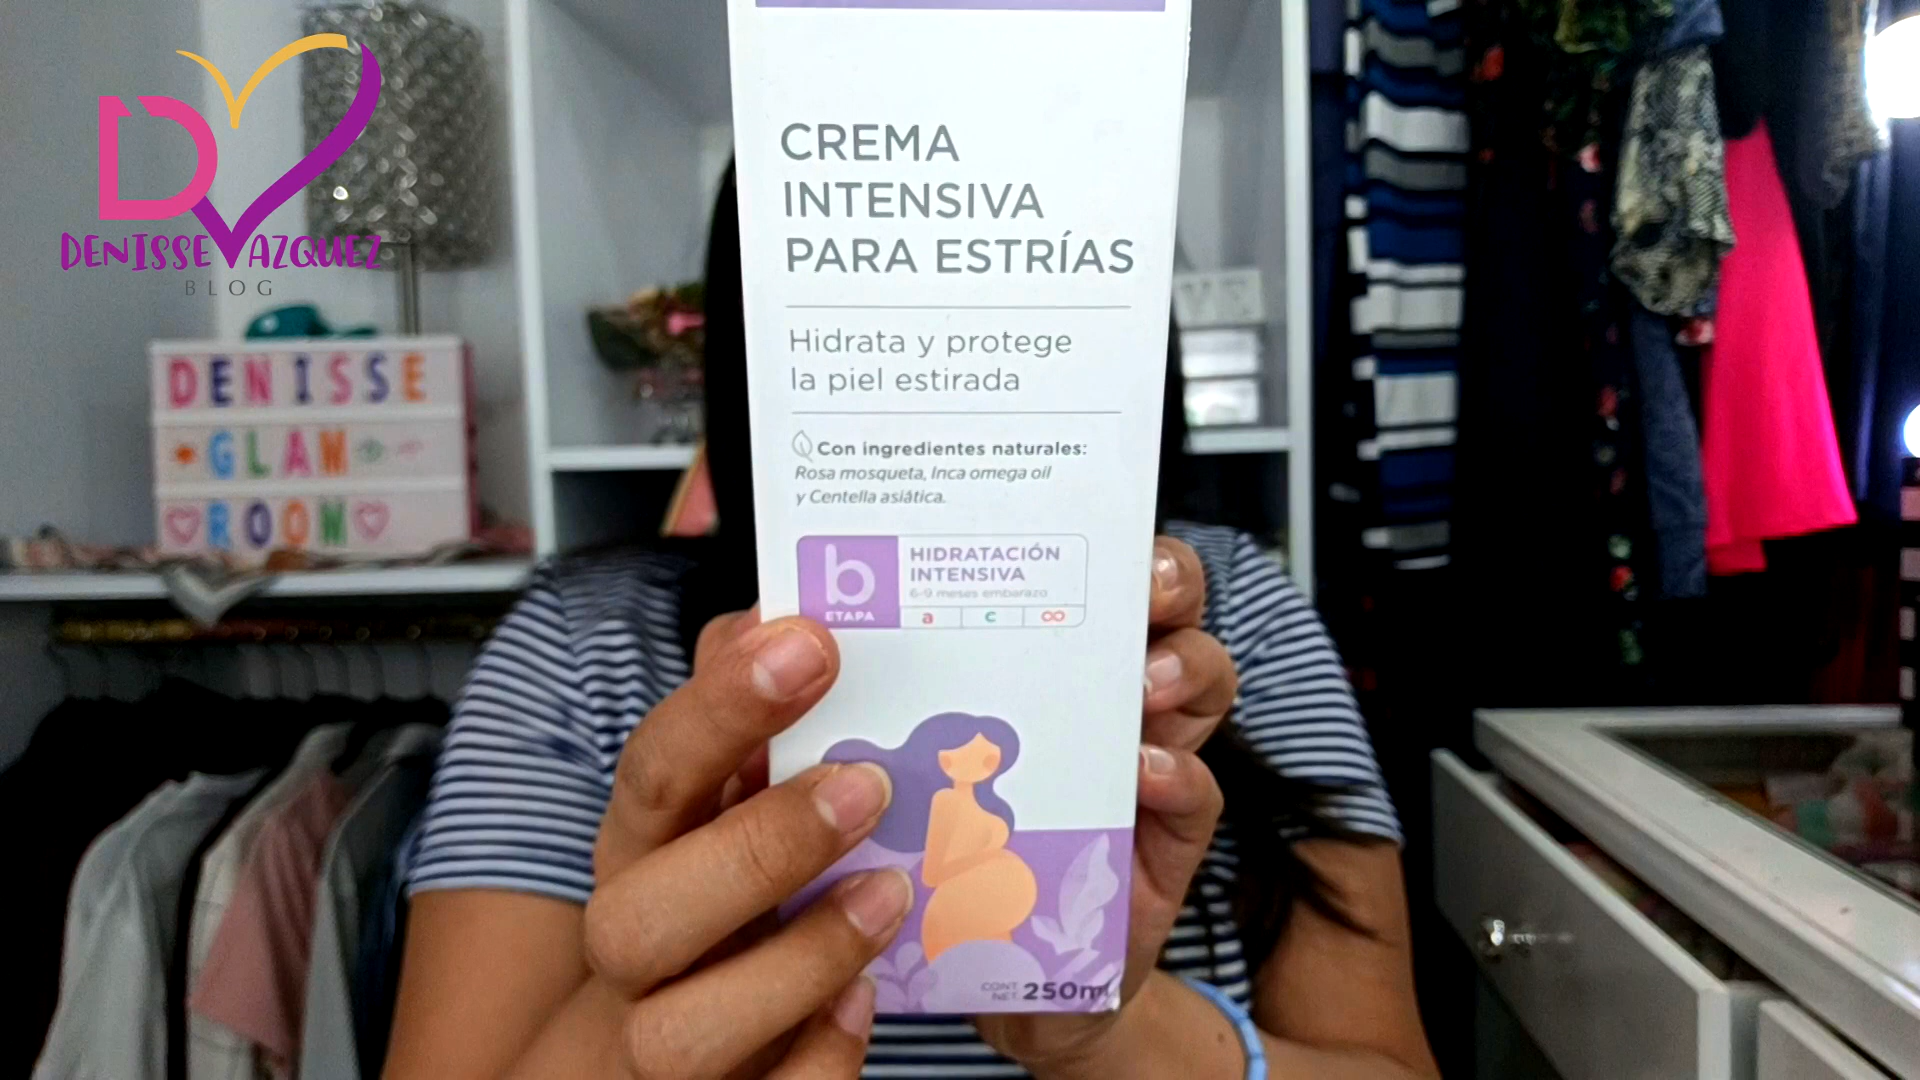 DENISSE VAZQUEZ
BLOG
DENISSE
GLAM
ROOM
CREMA
INTENSIVA
PARA ESTRÍAS
Hidrata y protege
la piel estirada
Con ingredientes naturales:
Rosa mosqueta, Inca omega oil
y Centella asiática.
b
ETAPA
HIDRATACIÓN
INTENSIVA
6-9 meses embarazo
a c ∞
CONT.
NET. 250ml